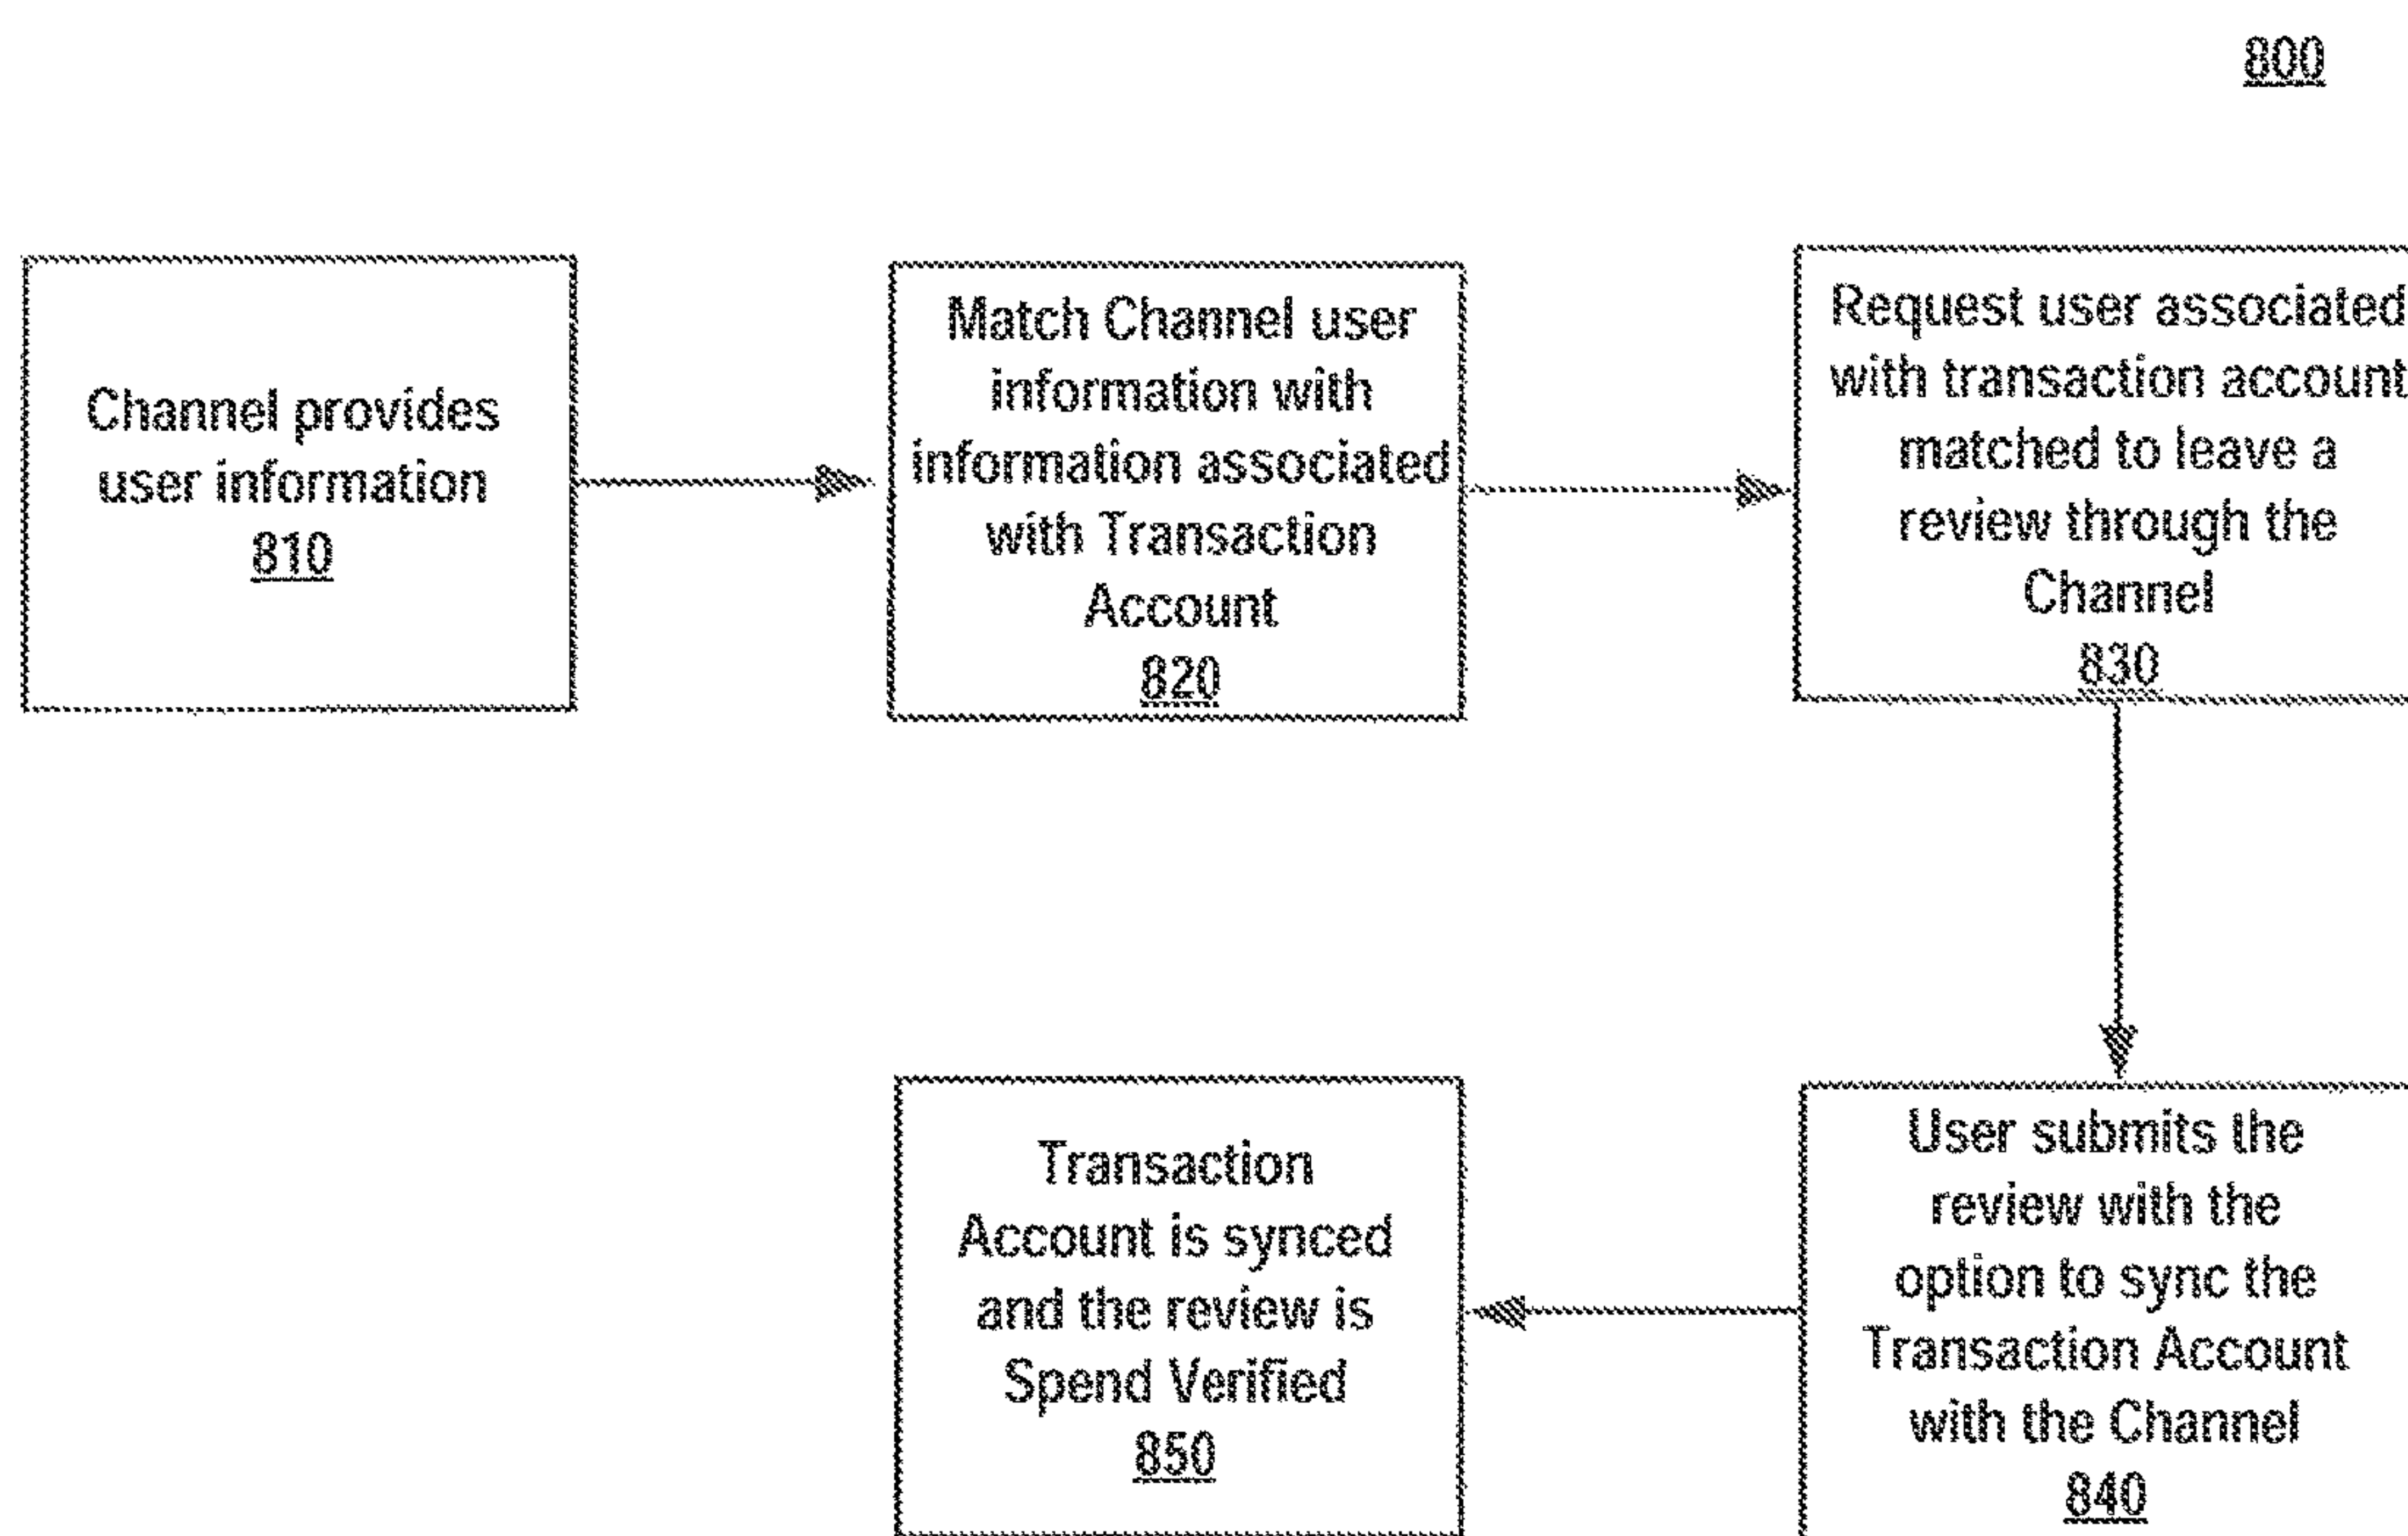 800
Channel provides
user information
810
Match Channel user
information with
information associated
with Transaction
Account
820
Request user associated
with transaction account
matched to leave a
review through the
Channel
830
User submits the
review with the
option to sync the
Transaction Account
with the Channel
840
Transaction
Account is synced
and the review is
Spend Verified
850